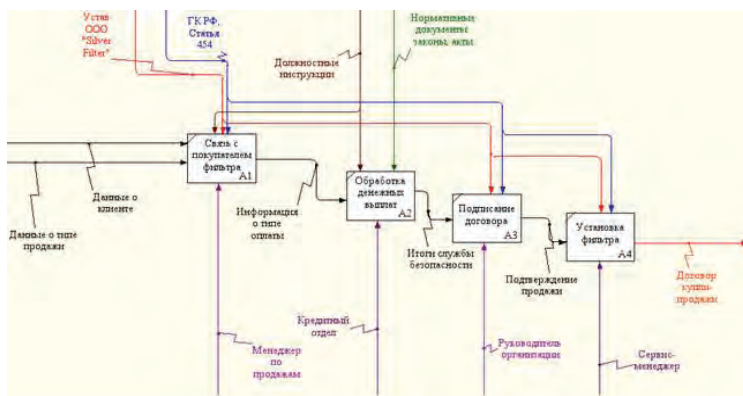 Устав
ООО
"Silver
Filter"
ГК РФ,
Статья
454
Должностные
инструкции
Нормативные
документы
законы, акты
Связь с
покупателем
фильтра
A1
Данные о
клиенте
Данные о типе
продажи
Информация
о типе
оплаты
Обработка
денежных
выплат
A2
Итоги службы
безопасности
Подписание
договора
A3
Подтверждение
продажи
Установка
фильтра
A4
Договор
купли-
продажи
Менеджер
по
продажам
Кредитный
отдел
Руководитель
организации
Сервис-
менеджер